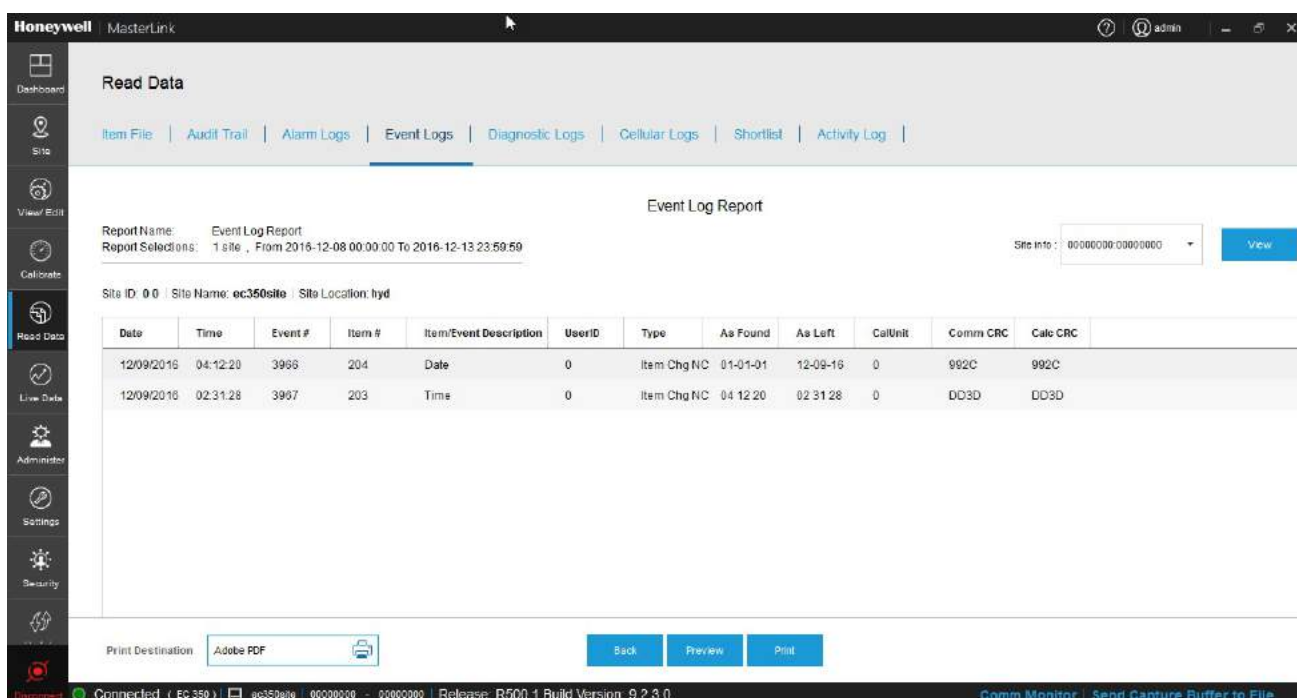 Honeywell | MasterLink
admin
Dashboard
Site
View/ Edit
Calibrate
Read Data
Live Data
Administer
Settings
Security
Disconnect
Read Data
Item File | Audit Trail | Alarm Logs | Event Logs | Diagnostic Logs | Cellular Logs | Shortlist | Activity Log |
Event Log Report
Report Name: Event Log Report
Report Selections: 1 site , From 2016-12-08 00:00:00 To 2016-12-13 23:59:59
Site info : 00000000:00000000 View
Site ID: 0 0 | Site Name: ec350site | Site Location: hyd
Date Time Event # Item # Item/Event Description UserID Type As Found As Left CalUnit Comm CRC Calc CRC
12/09/2016 04:12:20 3966 204 Date 0 Item Chg NC 01-01-01 12-09-16 0 992C 992C
12/09/2016 02:31:28 3967 203 Time 0 Item Chg NC 04 12 20 02 31 28 0 DD3D DD3D
Print Destination Adobe PDF Back Preview Print
Connected ( EC 350 ) | ec350site | 00000000 - 00000000 | Release: R500.1 Build Version: 9.2.3.0
Comm Monitor | Send Capture Buffer to File